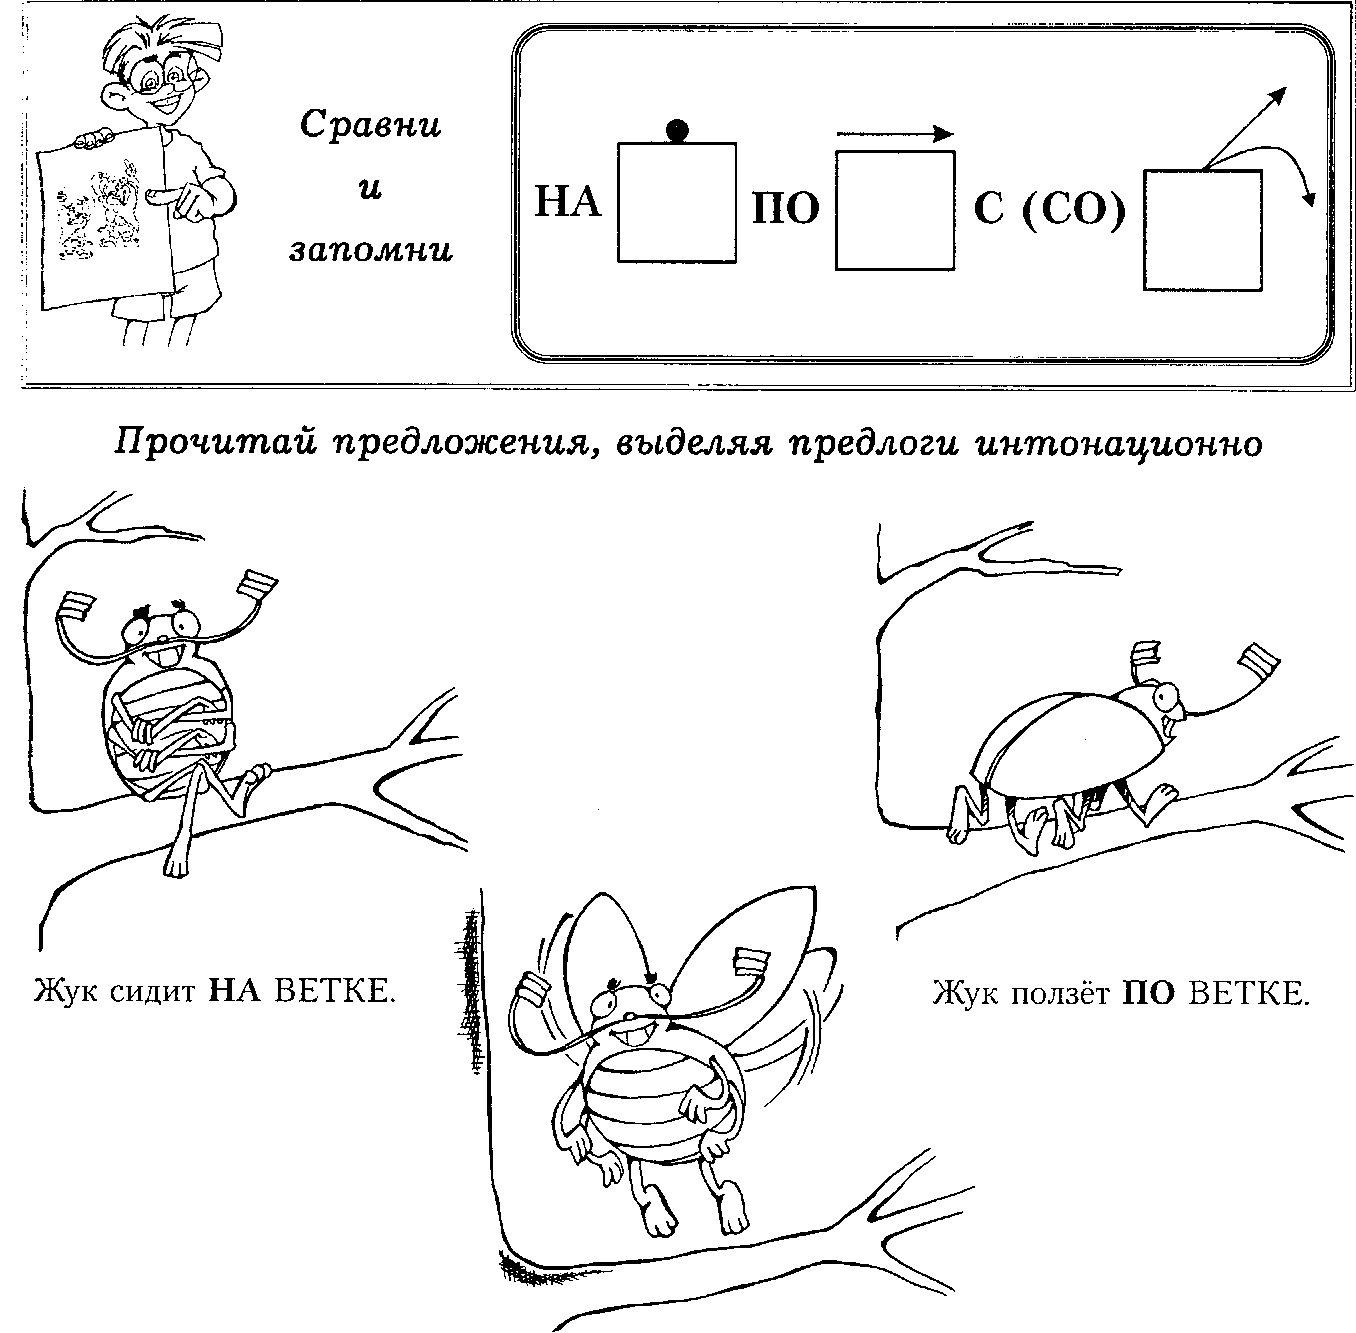 Сравни
и
запомни
НА ПО С (СО)
Прочитай предложения, выделяя предлоги интонационно
Жук сидит НА ВЕТКЕ.
Жук ползёт ПО ВЕТКЕ.